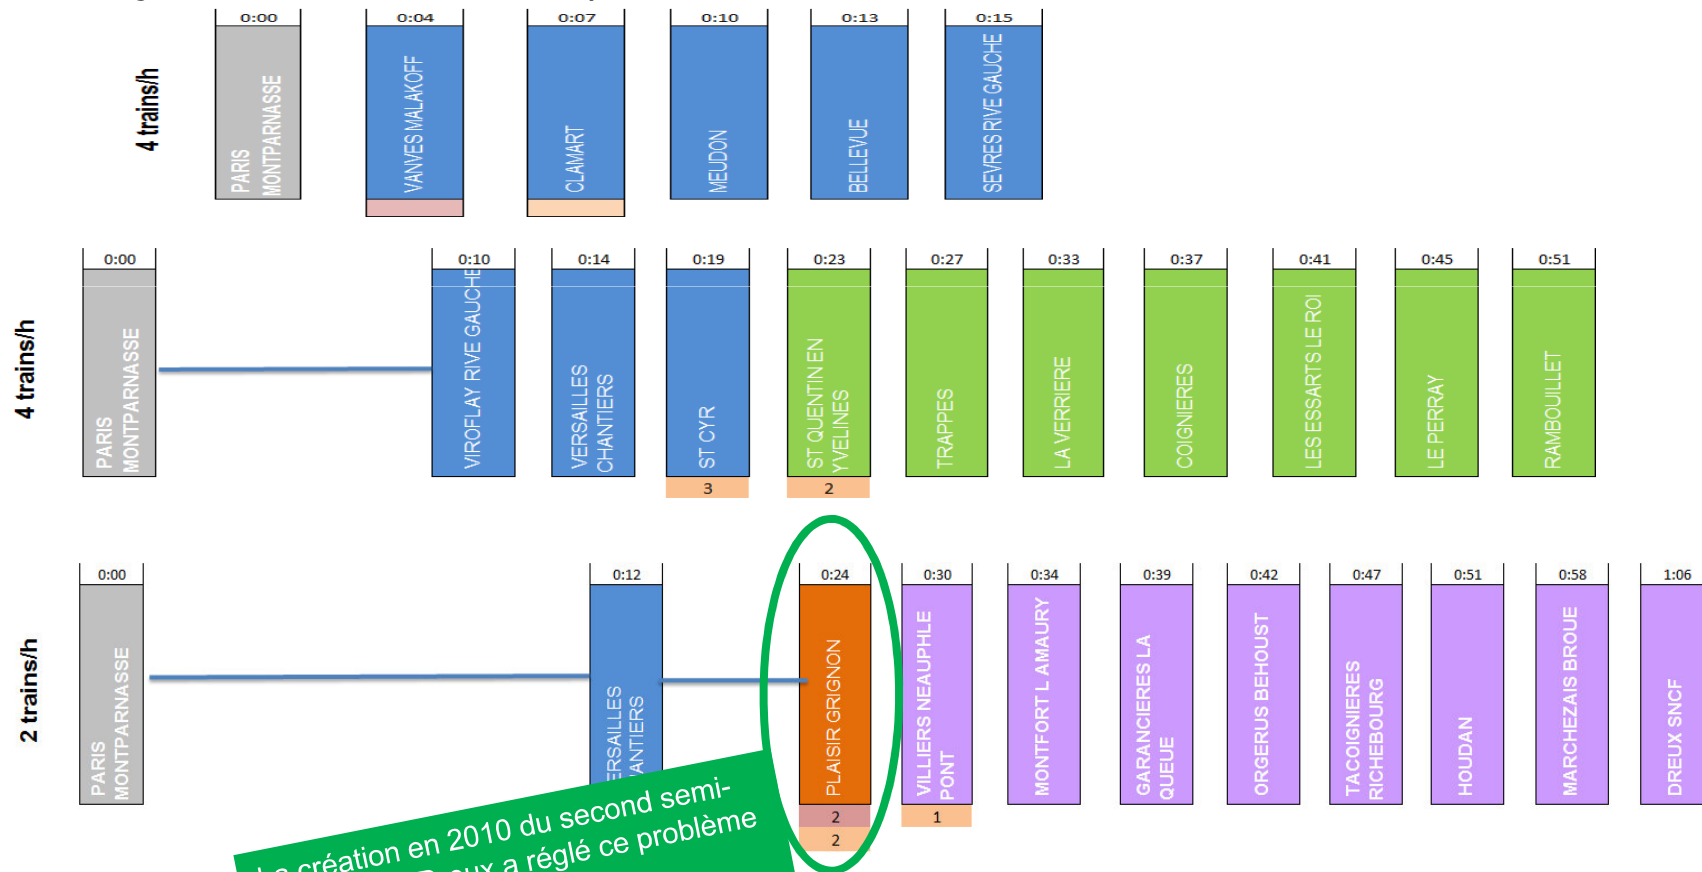 0:00 0:04 0:07 0:10 0:13 0:15
4 trains/h
PARIS
MONTPARNASSE
VANVES MALAKOFF
CLAMART
MEUDON
BELLEVUE
SEVRES RIVE GAUCHE
0:00 0:10 0:14 0:19 0:23 0:27 0:33 0:37 0:41 0:45 0:51
4 trains/h
PARIS
MONTPARNASSE
VIROFLAY RIVE GAUCHE
VERSAILLES
CHANTIERS
ST CYR
ST QUENTIN EN
YVELINES
TRAPPES
LA VERRIERE
COIGNIERES
LES ESSARTS LE ROI
LE PERRAY
RAMBOUILLET
3 2
0:00 0:12 0:24 0:30 0:34 0:39 0:42 0:47 0:51 0:58 1:06
2 trains/h
PARIS
MONTPARNASSE
ERSAILLES
ANTIERS
PLAISIR GRIGNON
VILLIERS NEAUPHLE
PONT
MONTFORT L AMAURY
GARANCIERES LA
QUEUE
ORGERUS BEHOUST
TACOIGNIERES
RICHEBOURG
HOUDAN
MARCHEZAIS BROUE
DREUX SNCF
2 1
2
création en 2010 du second semi-
a réglé ce problème